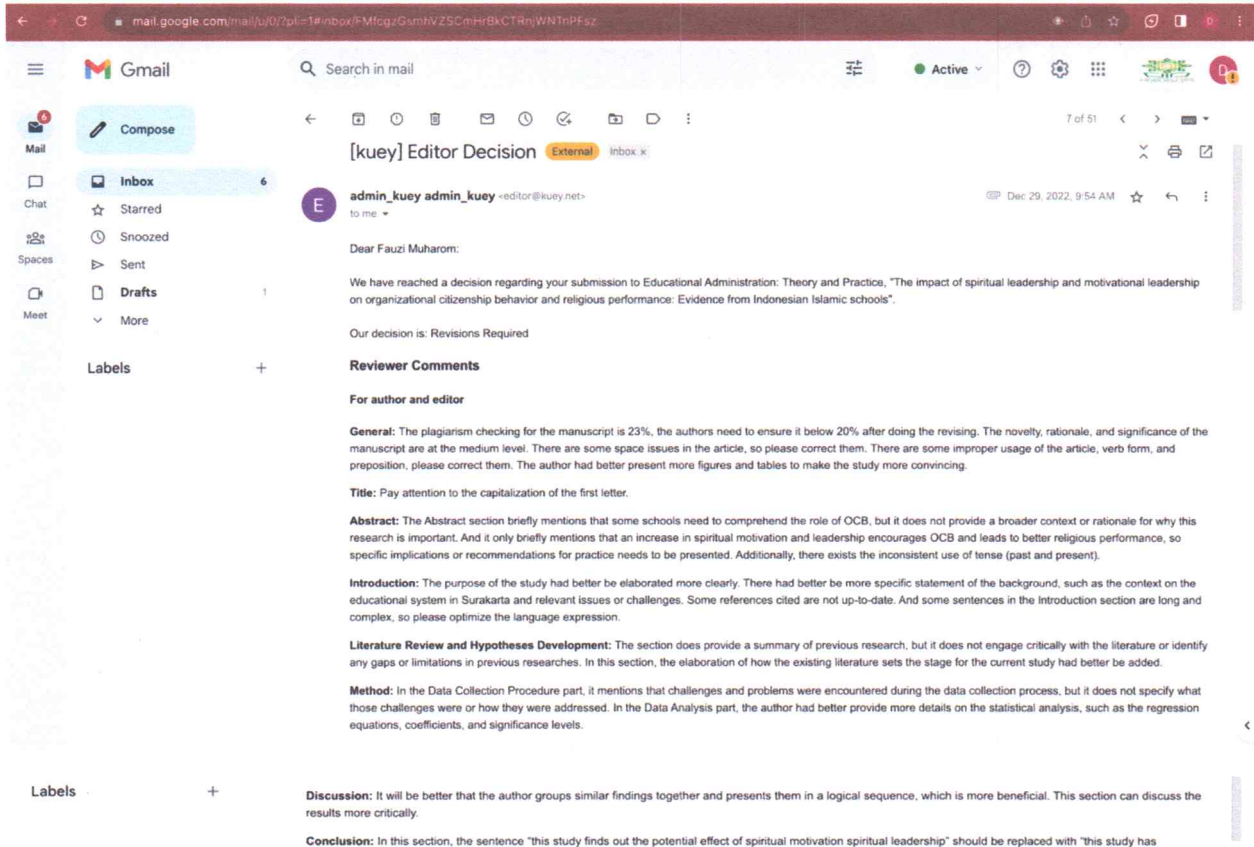 mail.google.com/mail/u/0/?pli=1#inbox/FMfcgzGsmhVZSCmHrBkCTRnjWNTnPFsz
D
Gmail
Search in mail
Active
D
6
Mail
Compose
7 of 51
[kuey] Editor Decision External Inbox x
Chat
Inbox 6
E
admin_kuey admin_kuey <editor@kuey.net>
Dec 29, 2022, 9:54 AM
to me
Starred
Spaces
Snoozed
Dear Fauzi Muharom:
Sent
Meet
Drafts 1
We have reached a decision regarding your submission to Educational Administration: Theory and Practice, "The impact of spiritual leadership and motivational leadership
on organizational citizenship behavior and religious performance: Evidence from Indonesian Islamic schools".
More
Our decision is: Revisions Required
Labels +
Reviewer Comments
For author and editor
General: The plagiarism checking for the manuscript is 23%, the authors need to ensure it below 20% after doing the revising. The novelty, rationale, and significance of the
manuscript are at the medium level. There are some space issues in the article, so please correct them. There are some improper usage of the article, verb form, and
preposition, please correct them. The author had better present more figures and tables to make the study more convincing.
Title: Pay attention to the capitalization of the first letter.
Abstract: The Abstract section briefly mentions that some schools need to comprehend the role of OCB, but it does not provide a broader context or rationale for why this
research is important. And it only briefly mentions that an increase in spiritual motivation and leadership encourages OCB and leads to better religious performance, so
specific implications or recommendations for practice needs to be presented. Additionally, there exists the inconsistent use of tense (past and present).
Introduction: The purpose of the study had better be elaborated more clearly. There had better be more specific statement of the background, such as the context on the
educational system in Surakarta and relevant issues or challenges. Some references cited are not up-to-date. And some sentences in the Introduction section are long and
complex, so please optimize the language expression.
Literature Review and Hypotheses Development: The section does provide a summary of previous research, but it does not engage critically with the literature or identify
any gaps or limitations in previous researches. In this section, the elaboration of how the existing literature sets the stage for the current study had better be added.
Method: In the Data Collection Procedure part, it mentions that challenges and problems were encountered during the data collection process, but it does not specify what
those challenges were or how they were addressed. In the Data Analysis part, the author had better provide more details on the statistical analysis, such as the regression
equations, coefficients, and significance levels.
Labels +
Discussion: It will be better that the author groups similar findings together and presents them in a logical sequence, which is more beneficial. This section can discuss the
results more critically.
Conclusion: In this section, the sentence "this study finds out the potential effect of spiritual motivation spiritual leadership" should be replaced with "this study has